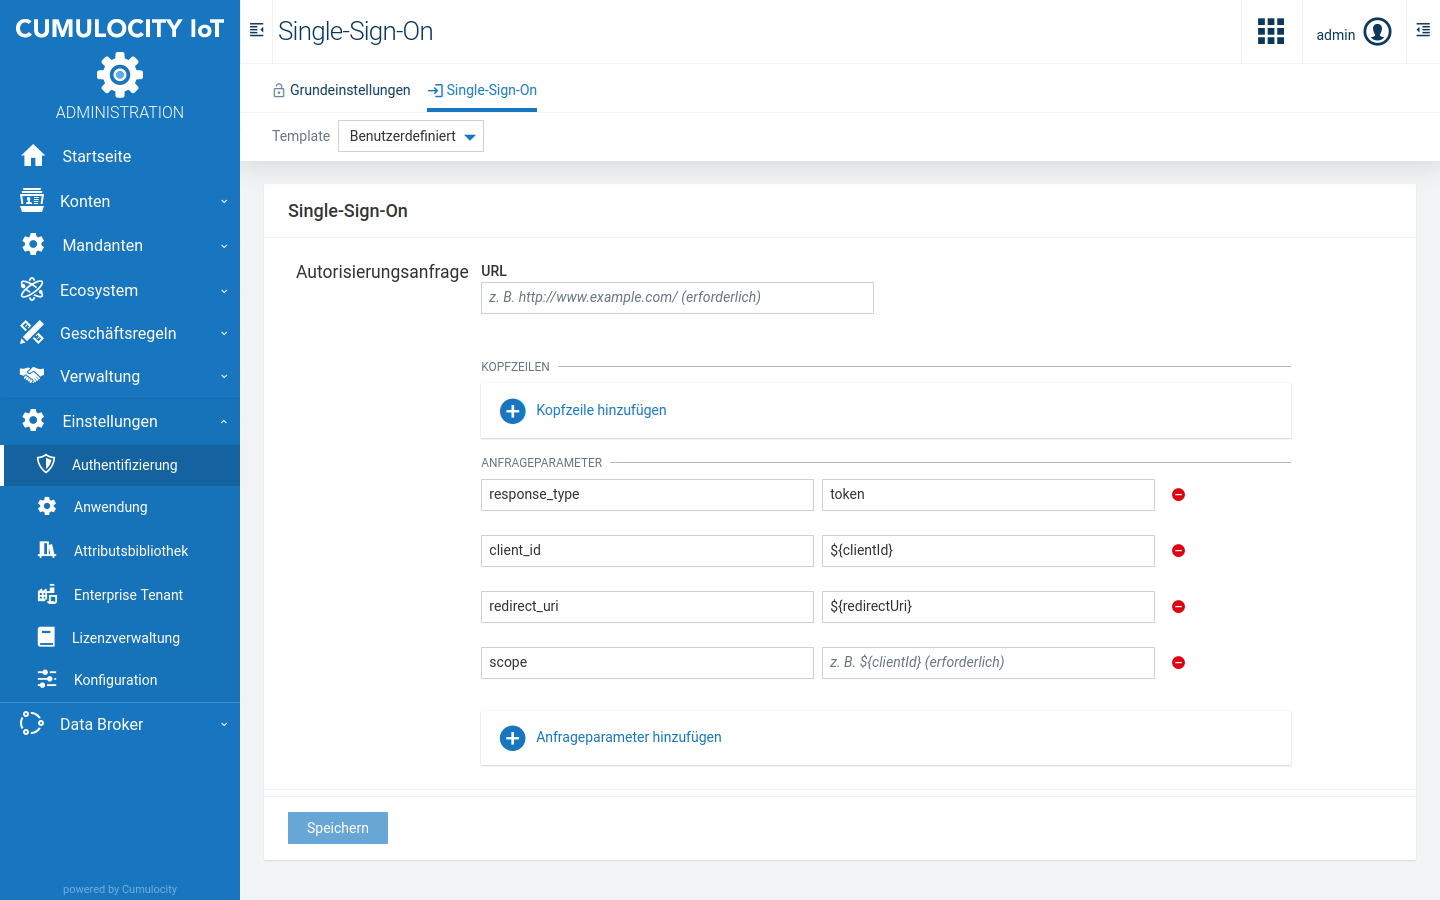 CUMULOCITY IoT
ADMINISTRATION
Startseite
Konten
Mandanten
Ecosystem
Geschäftsregeln
Verwaltung
Einstellungen
Authentifizierung
Anwendung
Attributsbibliothek
Enterprise Tenant
Lizenzverwaltung
Konfiguration
Data Broker
powered by Cumulocity
Single-Sign-On
admin
Grundeinstellungen Single-Sign-On
Template Benutzerdefiniert
Single-Sign-On
Autorisierungsanfrage URL
z. B. http://www.example.com/ (erforderlich)
KOPFZEILEN
Kopfzeile hinzufügen
ANFRAGEPARAMETER
response_type token
client_id ${clientId}
redirect_uri ${redirectUri}
scope z. B. ${clientId} (erforderlich)
Anfrageparameter hinzufügen
Speichern